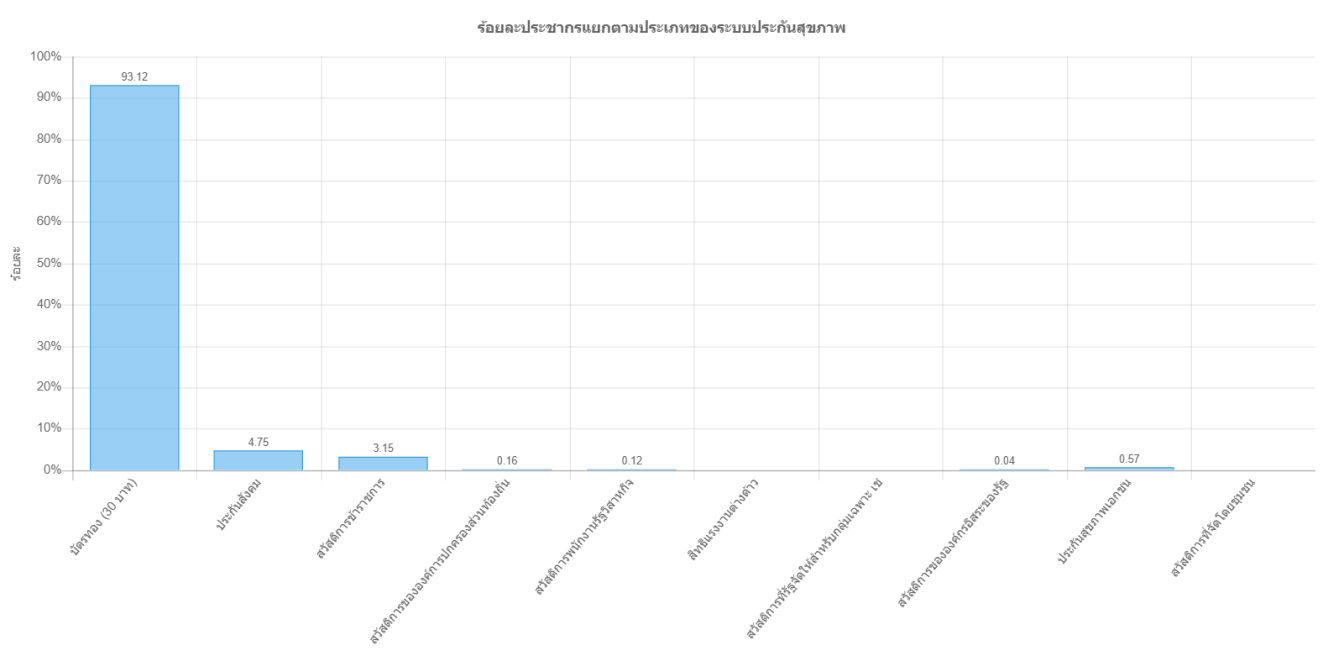 ร้อยละประชากรแยกตามประเภทของระบบประกันสุขภาพ
100%
90%
80%
70%
60%
50%
40%
30%
20%
10%
0%
ร้อยละ
93.12
4.75
3.15
0.16
0.12
0.04
0.57
บัตรทอง (30 บาท)
ประกันสังคม
สวัสดิการข้าราชการ
สวัสดิการขององค์การปกครองส่วนท้องถิ่น
สวัสดิการพนักงานรัฐวิสาหกิจ
สิทธิแรงงานต่างด้าว
สวัสดิการที่รัฐจัดให้สำหรับกลุ่มเฉพาะ เช่
สวัสดิการขององค์กรอิสระของรัฐ
ประกันสุขภาพเอกชน
สวัสดิการที่จัดโดยชุมชน